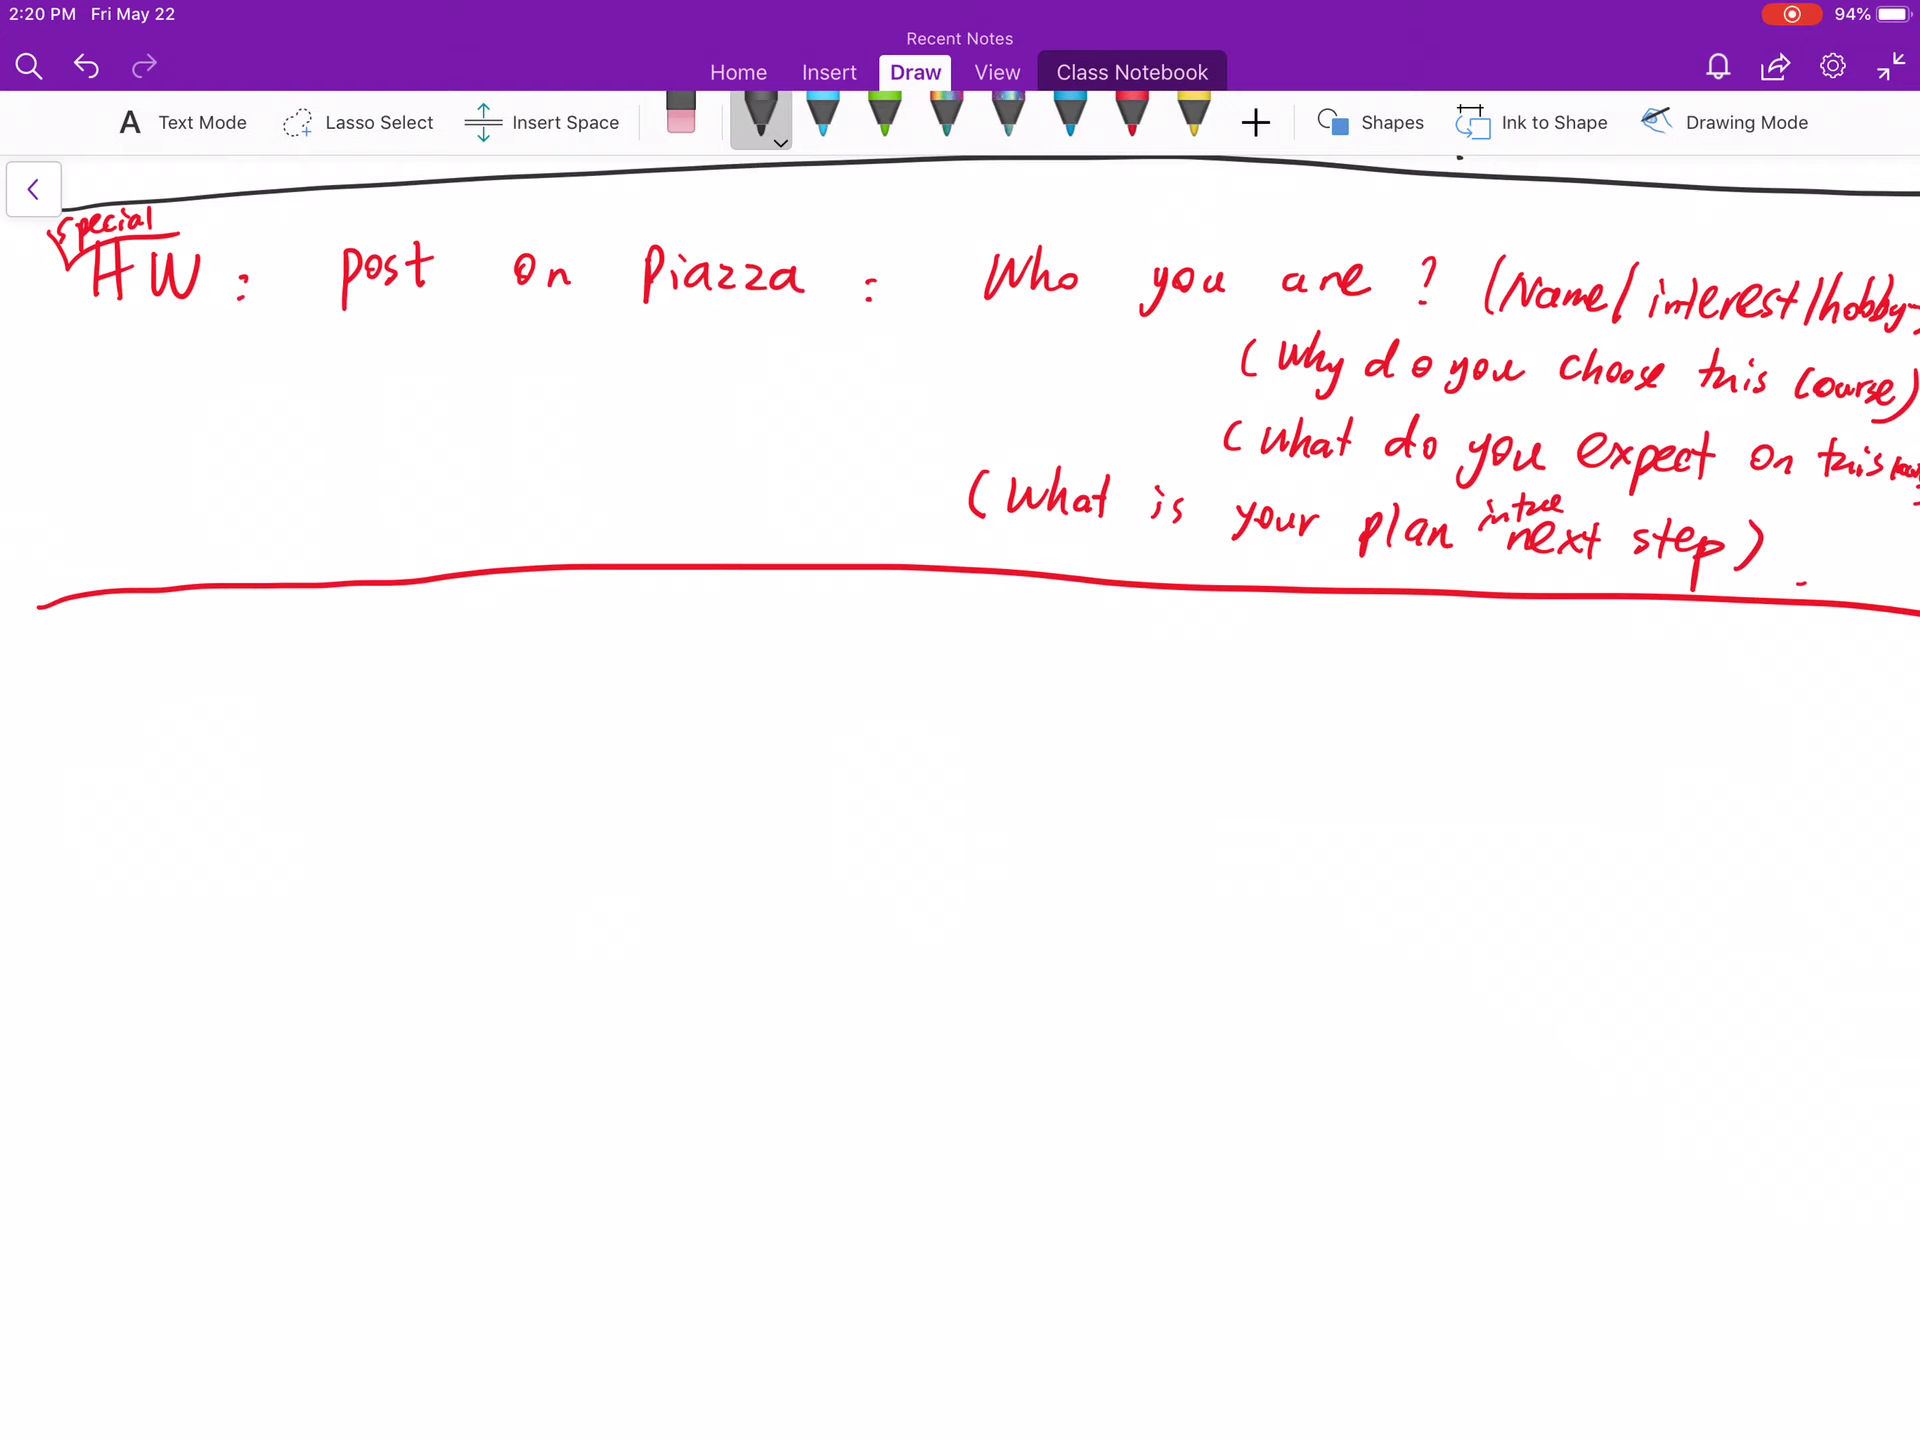 2:20 PM Fri May 22
94%
Recent Notes
Home Insert Draw View Class Notebook
A Text Mode Lasso Select Insert Space Shapes Ink to Shape Drawing Mode
special
HW : post on Piazza : Who you are ? (Name/interest/hobby
(Why do you choose this course)
(What do you expect on this
in the
(What is your plan next step) .